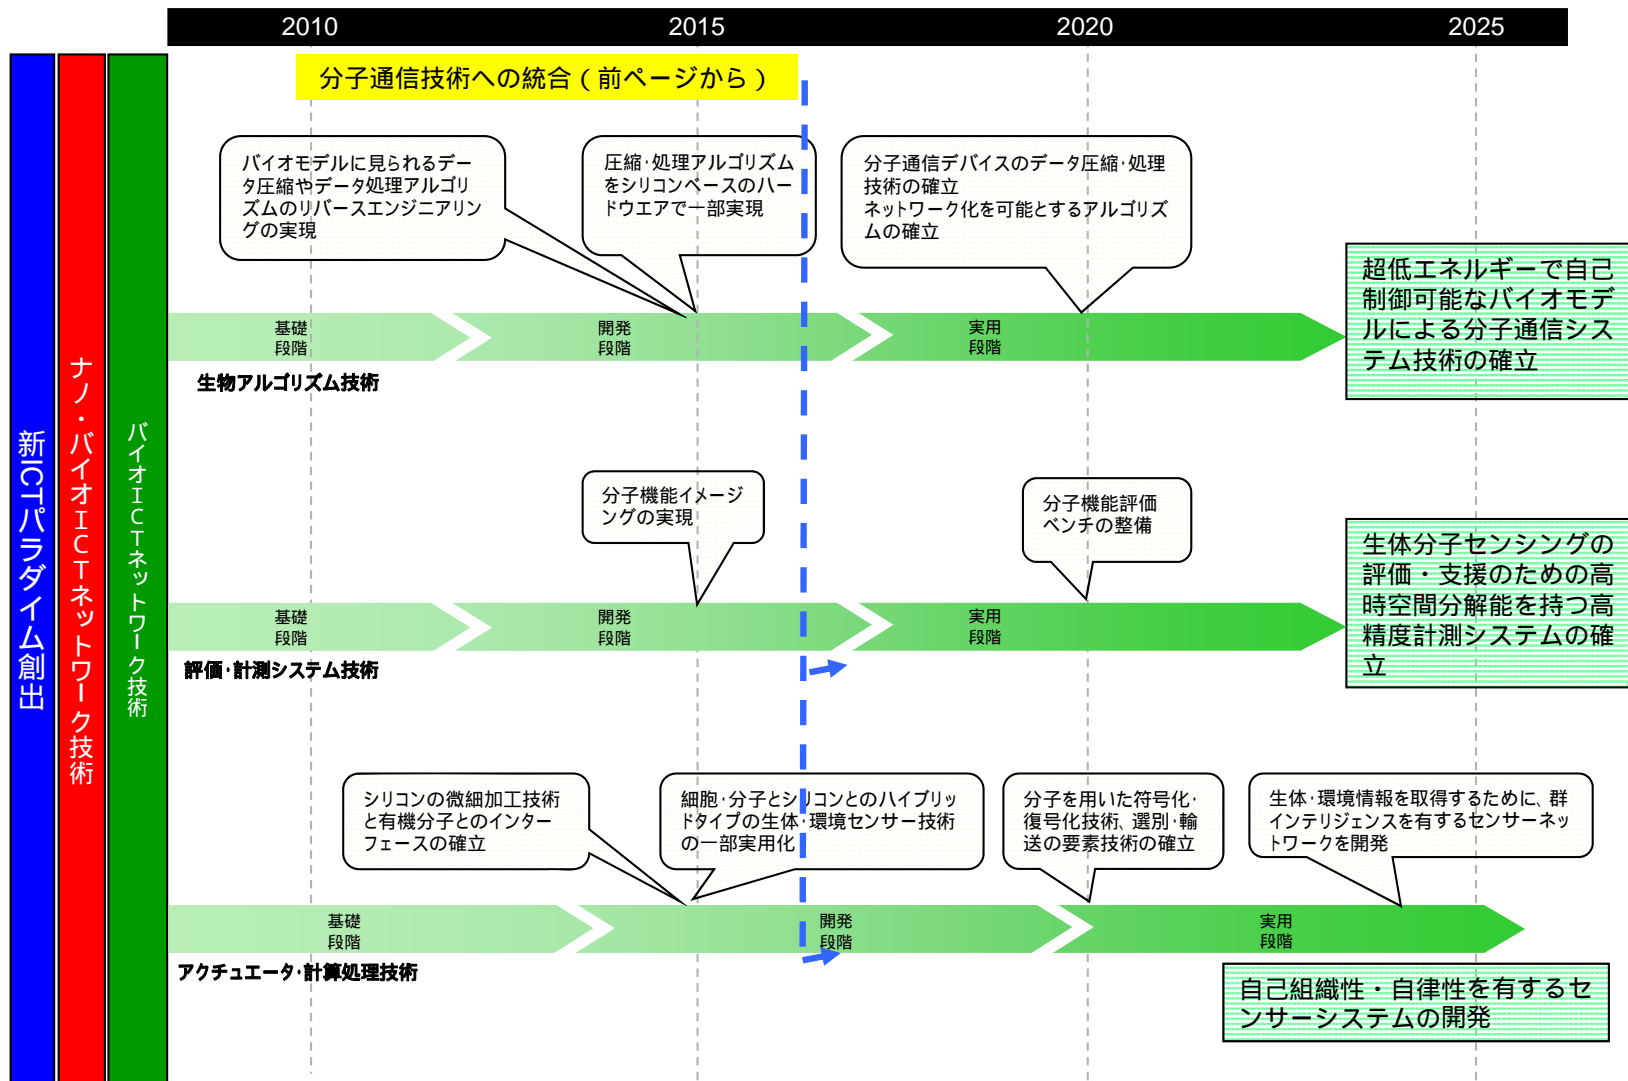 2010 2015 2020 2025
新ICTパラダイム創出
ナノ・バイオICTネットワーク技術
バイオICTネットワーク技術
分子通信技術への統合(前ページから)
バイオモデルに見られるデー
タ圧縮やデータ処理アルゴリ
ズムのリバースエンジニアリン
グの実現
圧縮・処理アルゴリズム
をシリコンベースのハー
ドウエアで一部実現
分子通信デバイスのデータ圧縮・処理
技術の確立
ネットワーク化を可能とするアルゴリズ
ムの確立
基礎
段階
開発
段階
実用
段階
生物アルゴリズム技術
超低エネルギーで自己
制御可能なバイオモデ
ルによる分子通信シス
テム技術の確立
分子機能イメージ
ングの実現
分子機能評価
ベンチの整備
基礎
段階
開発
段階
実用
段階
評価・計測システム技術
生体分子センシングの
評価・支援のための高
時空間分解能を持つ高
精度計測システムの確
立
シリコンの微細加工技術
と有機分子とのインター
フェースの確立
細胞・分子とシリコンとのハイブリッ
ドタイプの生体・環境センサー技術
の一部実用化
分子を用いた符号化・
復号化技術、選別・輸
送の要素技術の確立
生体・環境情報を取得するために、群
インテリジェンスを有するセンサーネッ
トワークを開発
基礎
段階
開発
段階
実用
段階
アクチュエータ・計算処理技術
自己組織性・自律性を有するセ
ンサーシステムの開発